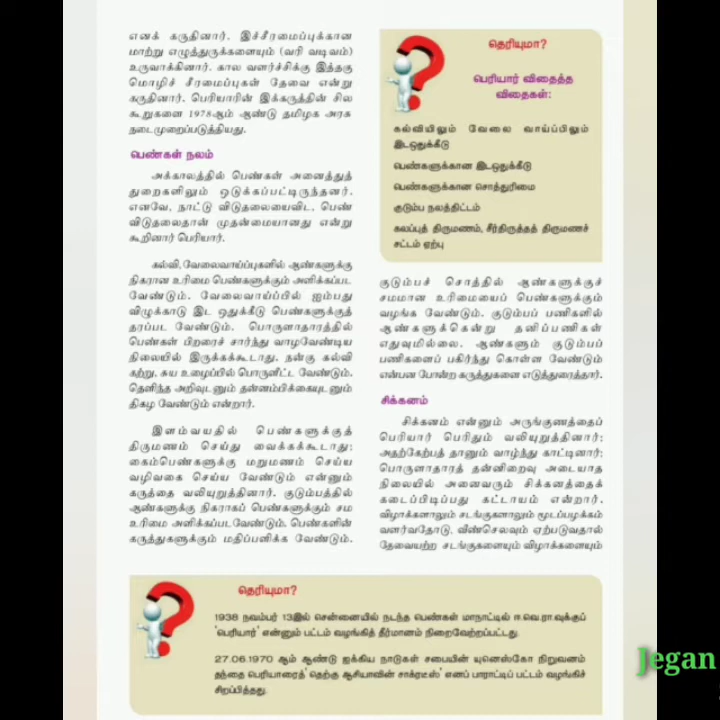 எனக் கருதினார். இச்சீரமைப்புக்கான
மாற்று எழுத்துருக்களையும் (வரி வடிவம்)
உருவாக்கினார். கால வளர்ச்சிக்கு இத்தகு
மொழிச் சீரமைப்புகள் தேவை என்று
கருதினார். பெரியாரின் இக்கருத்தின் சில
கூறுகளை 1978ஆம் ஆண்டு தமிழக அரசு
நடைமுறைப்படுத்தியது.
பெண்கள் நலம்
அக்காலத்தில் பெண்கள் அனைத்துத்
துறைகளிலும் ஒடுக்கப்பட்டிருந்தனர்.
எனவே, நாட்டு விடுதலையைவிட, பெண்
விடுதலைதான் முதன்மையானது என்று
கூறினார் பெரியார்.
கல்வி, வேலைவாய்ப்புகளில் ஆண்களுக்கு
நிகரான உரிமை பெண்களுக்கும் அளிக்கப்பட
வேண்டும். வேலைவாய்ப்பில் ஐம்பது
விழுக்காடு இட ஒதுக்கீடு பெண்களுக்குத்
தரப்பட வேண்டும். பொருளாதாரத்தில்
பெண்கள் பிறரைச் சார்ந்து வாழவேண்டிய
நிலையில் இருக்கக்கூடாது. நன்கு கல்வி
கற்று, சுய உழைப்பில் பொருளீட்ட வேண்டும்.
தெளிந்த அறிவுடனும் தன்னம்பிக்கையுடனும்
திகழ வேண்டும் என்றார்.
இளம்வயதில் பெண்களுக்குத்
திருமணம் செய்து வைக்கக்கூடாது;
கைம்பெண்களுக்கு மறுமணம் செய்ய
வழிவகை செய்ய வேண்டும் என்னும்
கருத்தை வலியுறுத்தினார். குடும்பத்தில்
ஆண்களுக்கு நிகராகப் பெண்களுக்கும் சம
உரிமை அளிக்கப்படவேண்டும். பெண்களின்
கருத்துகளுக்கும் மதிப்பளிக்க வேண்டும்.
தெரியுமா?
பெரியார் விதைத்த
விதைகள்:
கல்வியிலும் வேலை வாய்ப்பிலும்
இடஒதுக்கீடு
பெண்களுக்கான இடஒதுக்கீடு
பெண்களுக்கான சொத்துரிமை
குடும்ப நலத்திட்டம்
கலப்புத் திருமணம், சீர்திருத்தத் திருமணச்
சட்டம் ஏற்பு
குடும்பச் சொத்தில் ஆண்களுக்குச்
சமமான உரிமையைப் பெண்களுக்கும்
வழங்க வேண்டும். குடும்பப் பணிகளில்
ஆண்களுக்கென்று தனிப்பணிகள்
எதுவுமில்லை. ஆண்களும் குடும்பப்
பணிகளைப் பகிர்ந்து கொள்ள வேண்டும்
என்பன போன்ற கருத்துகளை எடுத்துரைத்தார்.
சிக்கனம்
சிக்கனம் என்னும் அருங்குணத்தைப்
பெரியார் பெரிதும் வலியுறுத்தினார்;
அதற்கேற்பத் தானும் வாழ்ந்து காட்டினார்;
பொருளாதாரத் தன்னிறைவு அடையாத
நிலையில் அனைவரும் சிக்கனத்தைக்
கடைப்பிடிப்பது கட்டாயம் என்றார்.
விழாக்களாலும் சடங்குகளாலும் மூடப்பழக்கம்
வளர்வதோடு, வீண்செலவும் ஏற்படுவதால்
தேவையற்ற சடங்குகளையும் விழாக்களையும்
தெரியுமா?
1938 நவம்பர் 13இல் சென்னையில் நடந்த பெண்கள் மாநாட்டில் ஈ.வெ.ரா.வுக்குப்
'பெரியார்' என்னும் பட்டம் வழங்கித் தீர்மானம் நிறைவேற்றப்பட்டது.
27.06.1970 ஆம் ஆண்டு ஐக்கிய நாடுகள் சபையின் யுனெஸ்கோ நிறுவனம்
தந்தை பெரியாரைத் 'தெற்கு ஆசியாவின் சாக்ரடீஸ்' எனப் பாராட்டிப் பட்டம் வழங்கிச்
சிறப்பித்தது.
Jegan